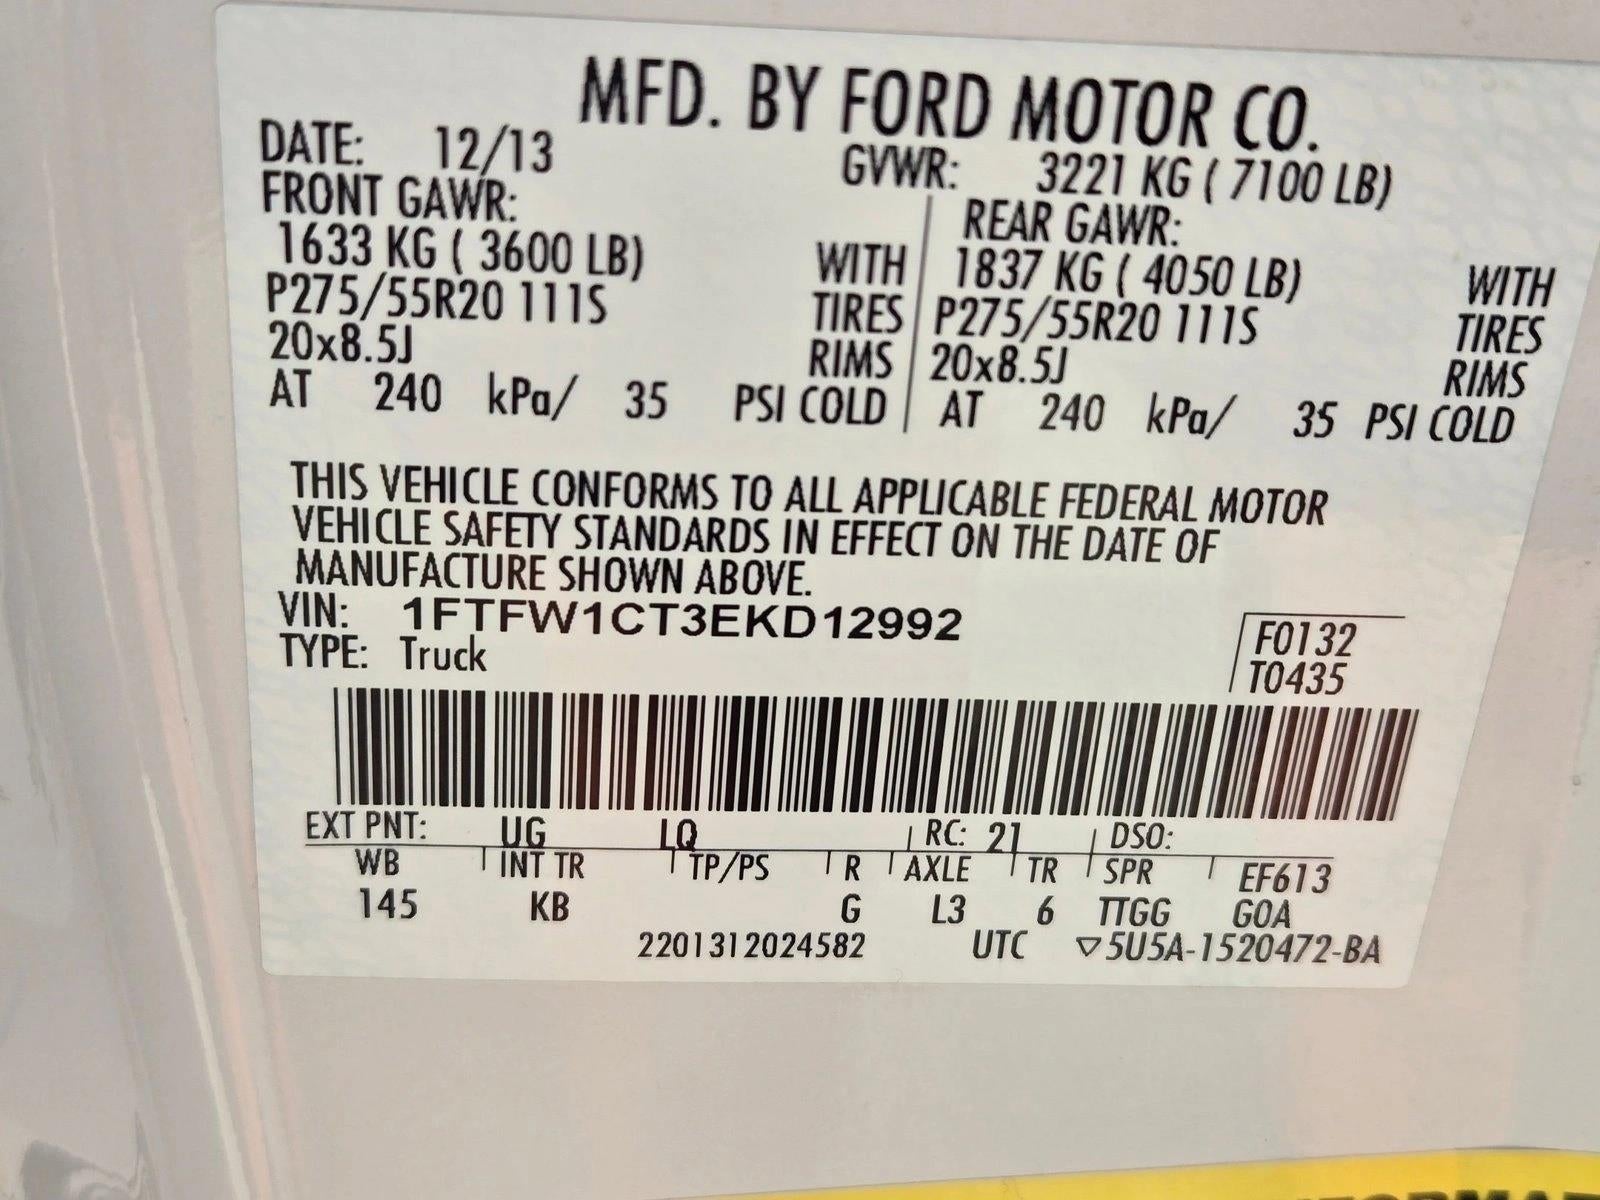 MFD. BY FORD MOTOR CO.
DATE: 12/13 GVWR: 3221 KG ( 7100 LB)
FRONT GAWR: REAR GAWR:
1633 KG ( 3600 LB) WITH 1837 KG ( 4050 LB) WITH
P275/55R20 111S TIRES P275/55R20 111S TIRES
20x8.5J RIMS 20x8.5J RIMS
AT 240 kPa/ 35 PSI COLD AT 240 kPa/ 35 PSI COLD
THIS VEHICLE CONFORMS TO ALL APPLICABLE FEDERAL MOTOR
VEHICLE SAFETY STANDARDS IN EFFECT ON THE DATE OF
MANUFACTURE SHOWN ABOVE.
VIN: 1FTFW1CT3EKD12992 F0132
TYPE: Truck T0435
EXT PNT: UG LQ RC: 21 DSO:
WB INT TR TP/PS R AXLE TR SPR EF613
145 KB G L3 6 TTGG GOA
2201312024582 UTC ▽5U5A-1520472-BA